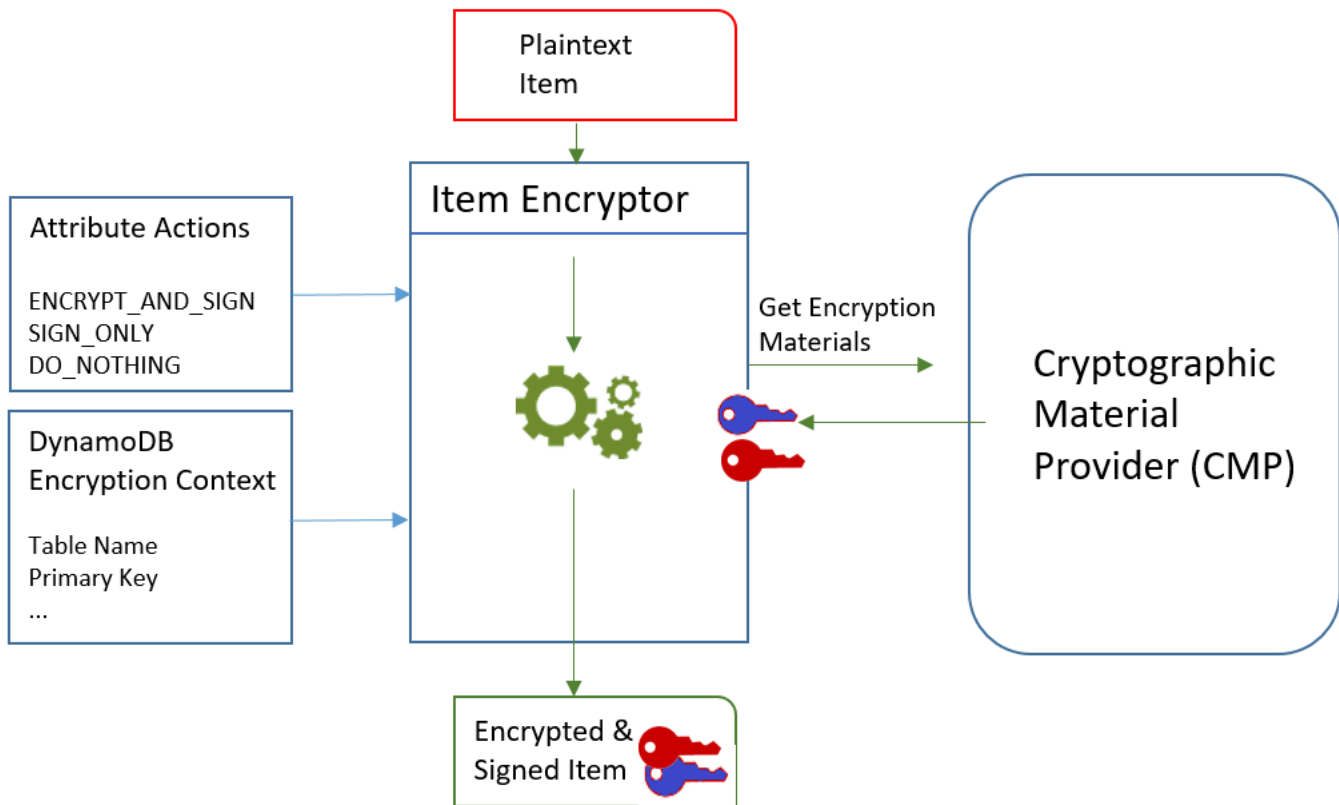 Plaintext
Item
Item Encryptor
Attribute Actions
ENCRYPT_AND_SIGN
SIGN_ONLY
DO_NOTHING
DynamoDB
Encryption Context
Table Name
Primary Key
...
Get Encryption
Materials
Cryptographic
Material
Provider (CMP)
Encrypted &
Signed Item